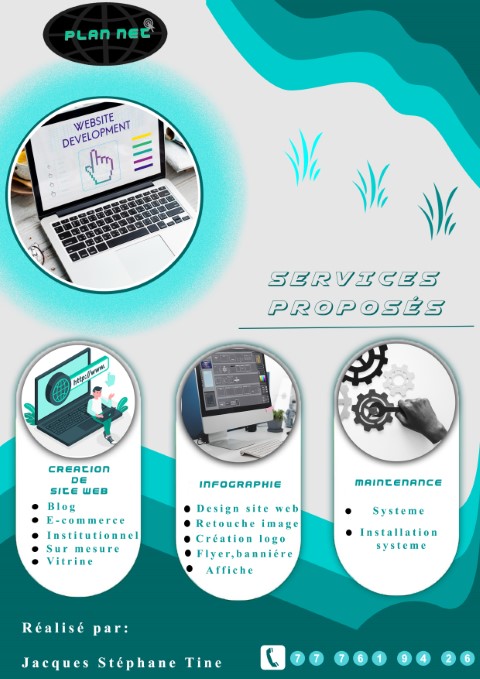 PLAN NET
WEBSITE
DEVELOPMENT
SERVICES
PROPOSÉS
http://www.
CREATION
DE
SITE WEB
Blog
E-commerce
Institutionnel
Sur mesure
Vitrine
INFOGRAPHIE
Design site web
Retouche image
Création logo
Flyer,bannière
Affiche
MAINTENANCE
Systeme
Installation
systeme
Réalisé par:
Jacques Stéphane Tine
77 761 94 26